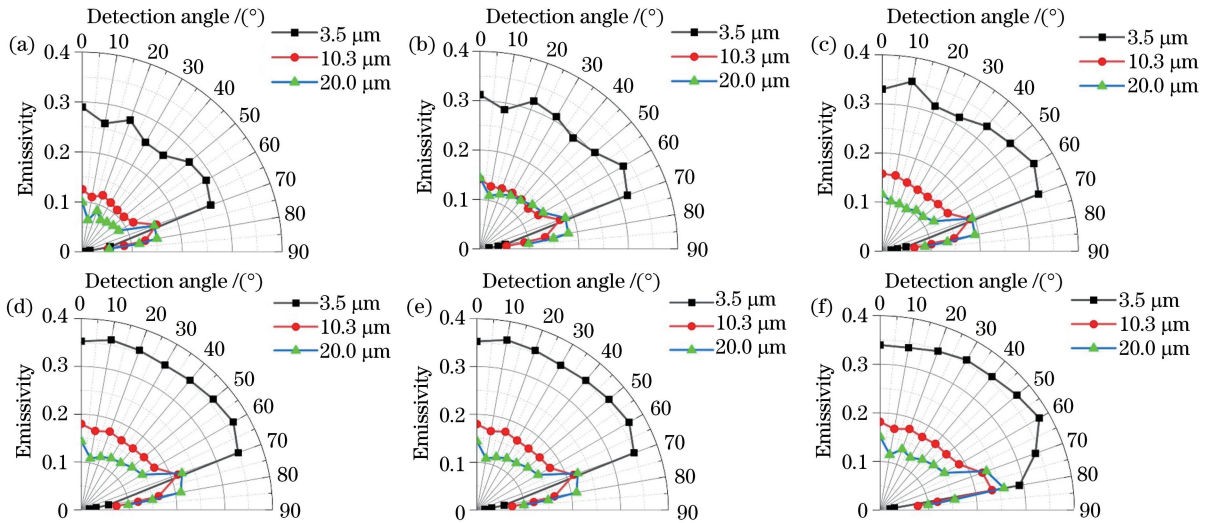 Detection angle /(°)
(a)
0
10
20
30
40
50
60
70
80
90
0.4
0.3
0.2
0.1
0
Emissivity
3.5 μm
10.3 μm
20.0 μm
Detection angle /(°)
(b)
0
10
20
30
40
50
60
70
80
90
0.4
0.3
0.2
0.1
0
Emissivity
3.5 μm
10.3 μm
20.0 μm
Detection angle /(°)
(c)
0
10
20
30
40
50
60
70
80
90
0.4
0.3
0.2
0.1
0
Emissivity
3.5 μm
10.3 μm
20.0 μm
Detection angle /(°)
(d)
0
10
20
30
40
50
60
70
80
90
0.4
0.3
0.2
0.1
0
Emissivity
3.5 μm
10.3 μm
20.0 μm
Detection angle /(°)
(e)
0
10
20
30
40
50
60
70
80
90
0.4
0.3
0.2
0.1
0
Emissivity
3.5 μm
10.3 μm
20.0 μm
Detection angle /(°)
(f)
0
10
20
30
40
50
60
70
80
90
0.4
0.3
0.2
0.1
0
Emissivity
3.5 μm
10.3 μm
20.0 μm